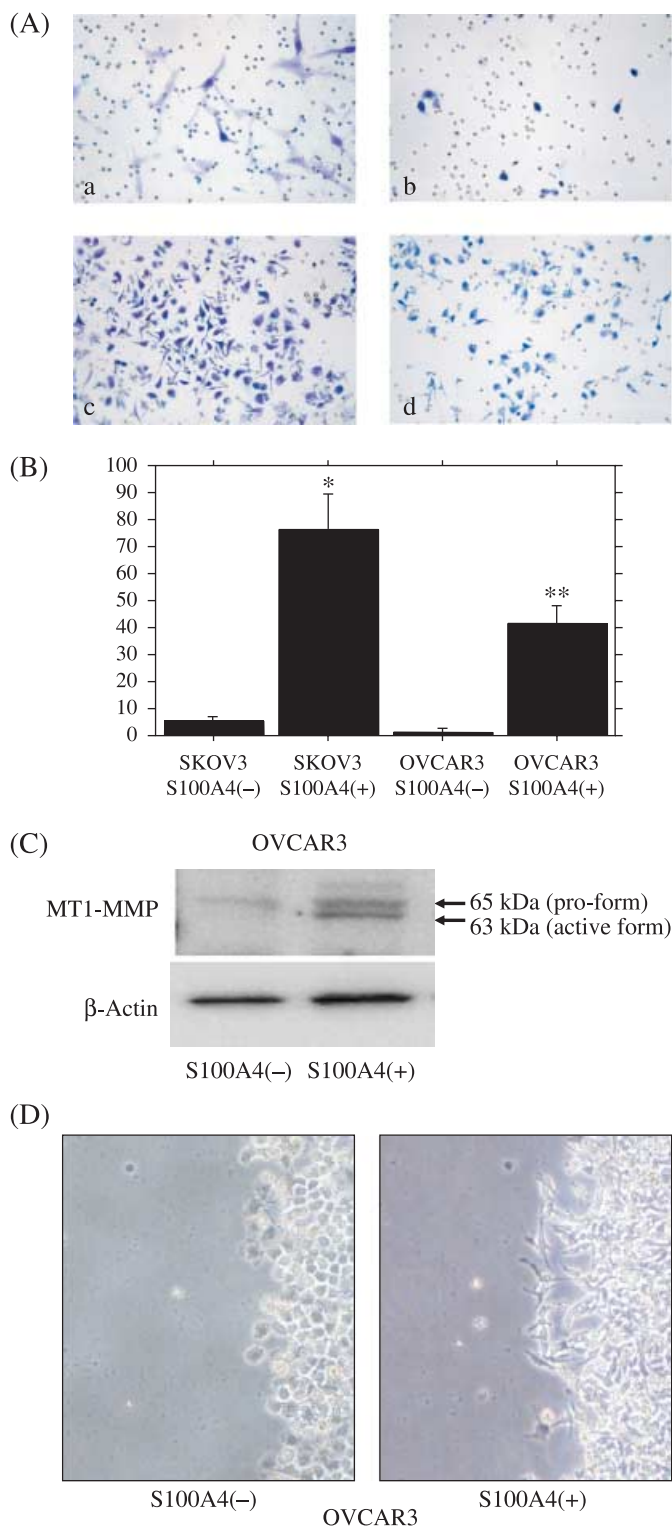 (A)
a
b
c
d
(B)
100
90
80
70
60
50
40
30
20
10
0
*
**
SKOV3
S100A4(–)
SKOV3
S100A4(+)
OVCAR3
S100A4(–)
OVCAR3
S100A4(+)
(C)
OVCAR3
MT1-MMP
65 kDa (pro-form)
63 kDa (active form)
β-Actin
S100A4(–) S100A4(+)
(D)
S100A4(–)
S100A4(+)
OVCAR3